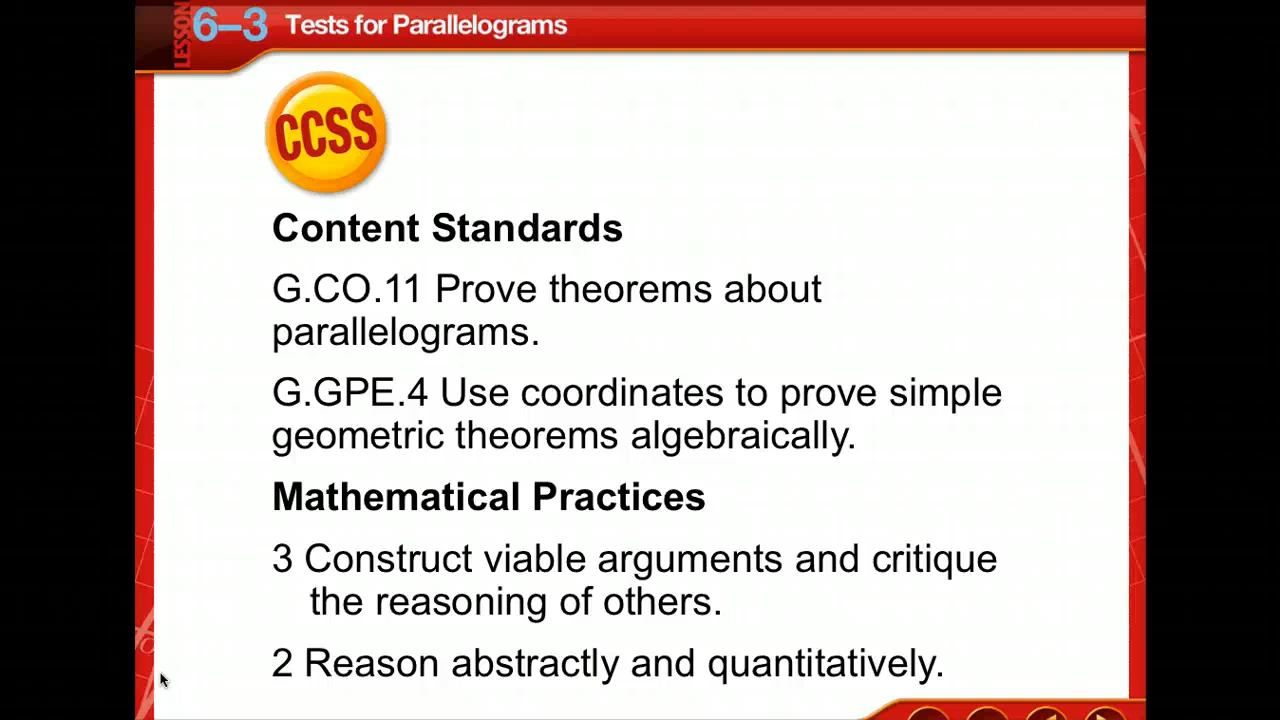 LESSON
6–3 Tests for Parallelograms
CCSS
Content Standards
G.CO.11 Prove theorems about
parallelograms.
G.GPE.4 Use coordinates to prove simple
geometric theorems algebraically.
Mathematical Practices
3 Construct viable arguments and critique
the reasoning of others.
2 Reason abstractly and quantitatively.